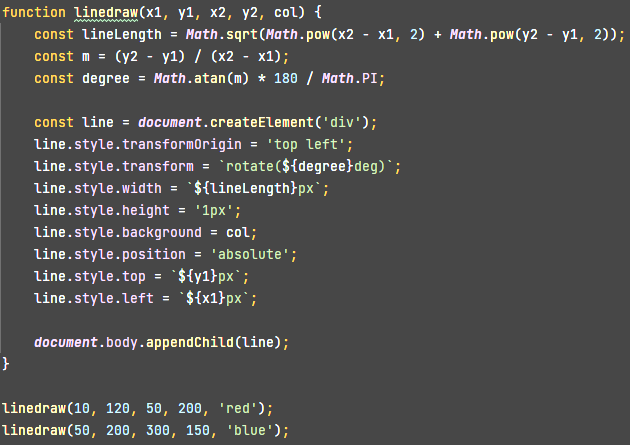 function linedraw(x1, y1, x2, y2, col) {
    const lineLength = Math.sqrt(Math.pow(x2 - x1, 2) + Math.pow(y2 - y1, 2));
    const m = (y2 - y1) / (x2 - x1);
    const degree = Math.atan(m) * 180 / Math.PI;

    const line = document.createElement('div');
    line.style.transformOrigin = 'top left';
    line.style.transform = `rotate(${degree}deg)`;
    line.style.width = `${lineLength}px`;
    line.style.height = '1px';
    line.style.background = col;
    line.style.position = 'absolute';
    line.style.top = `${y1}px`;
    line.style.left = `${x1}px`;

    document.body.appendChild(line);
}

linedraw(10, 120, 50, 200, 'red');
linedraw(50, 200, 300, 150, 'blue');